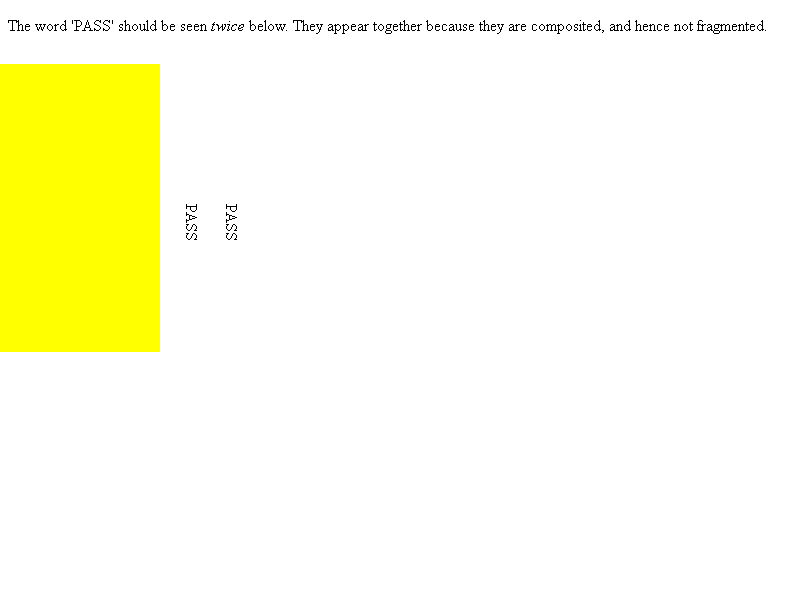 The word 'PASS' should be seen twice below. They appear together because they are composited, and hence not fragmented.
PASS
PASS